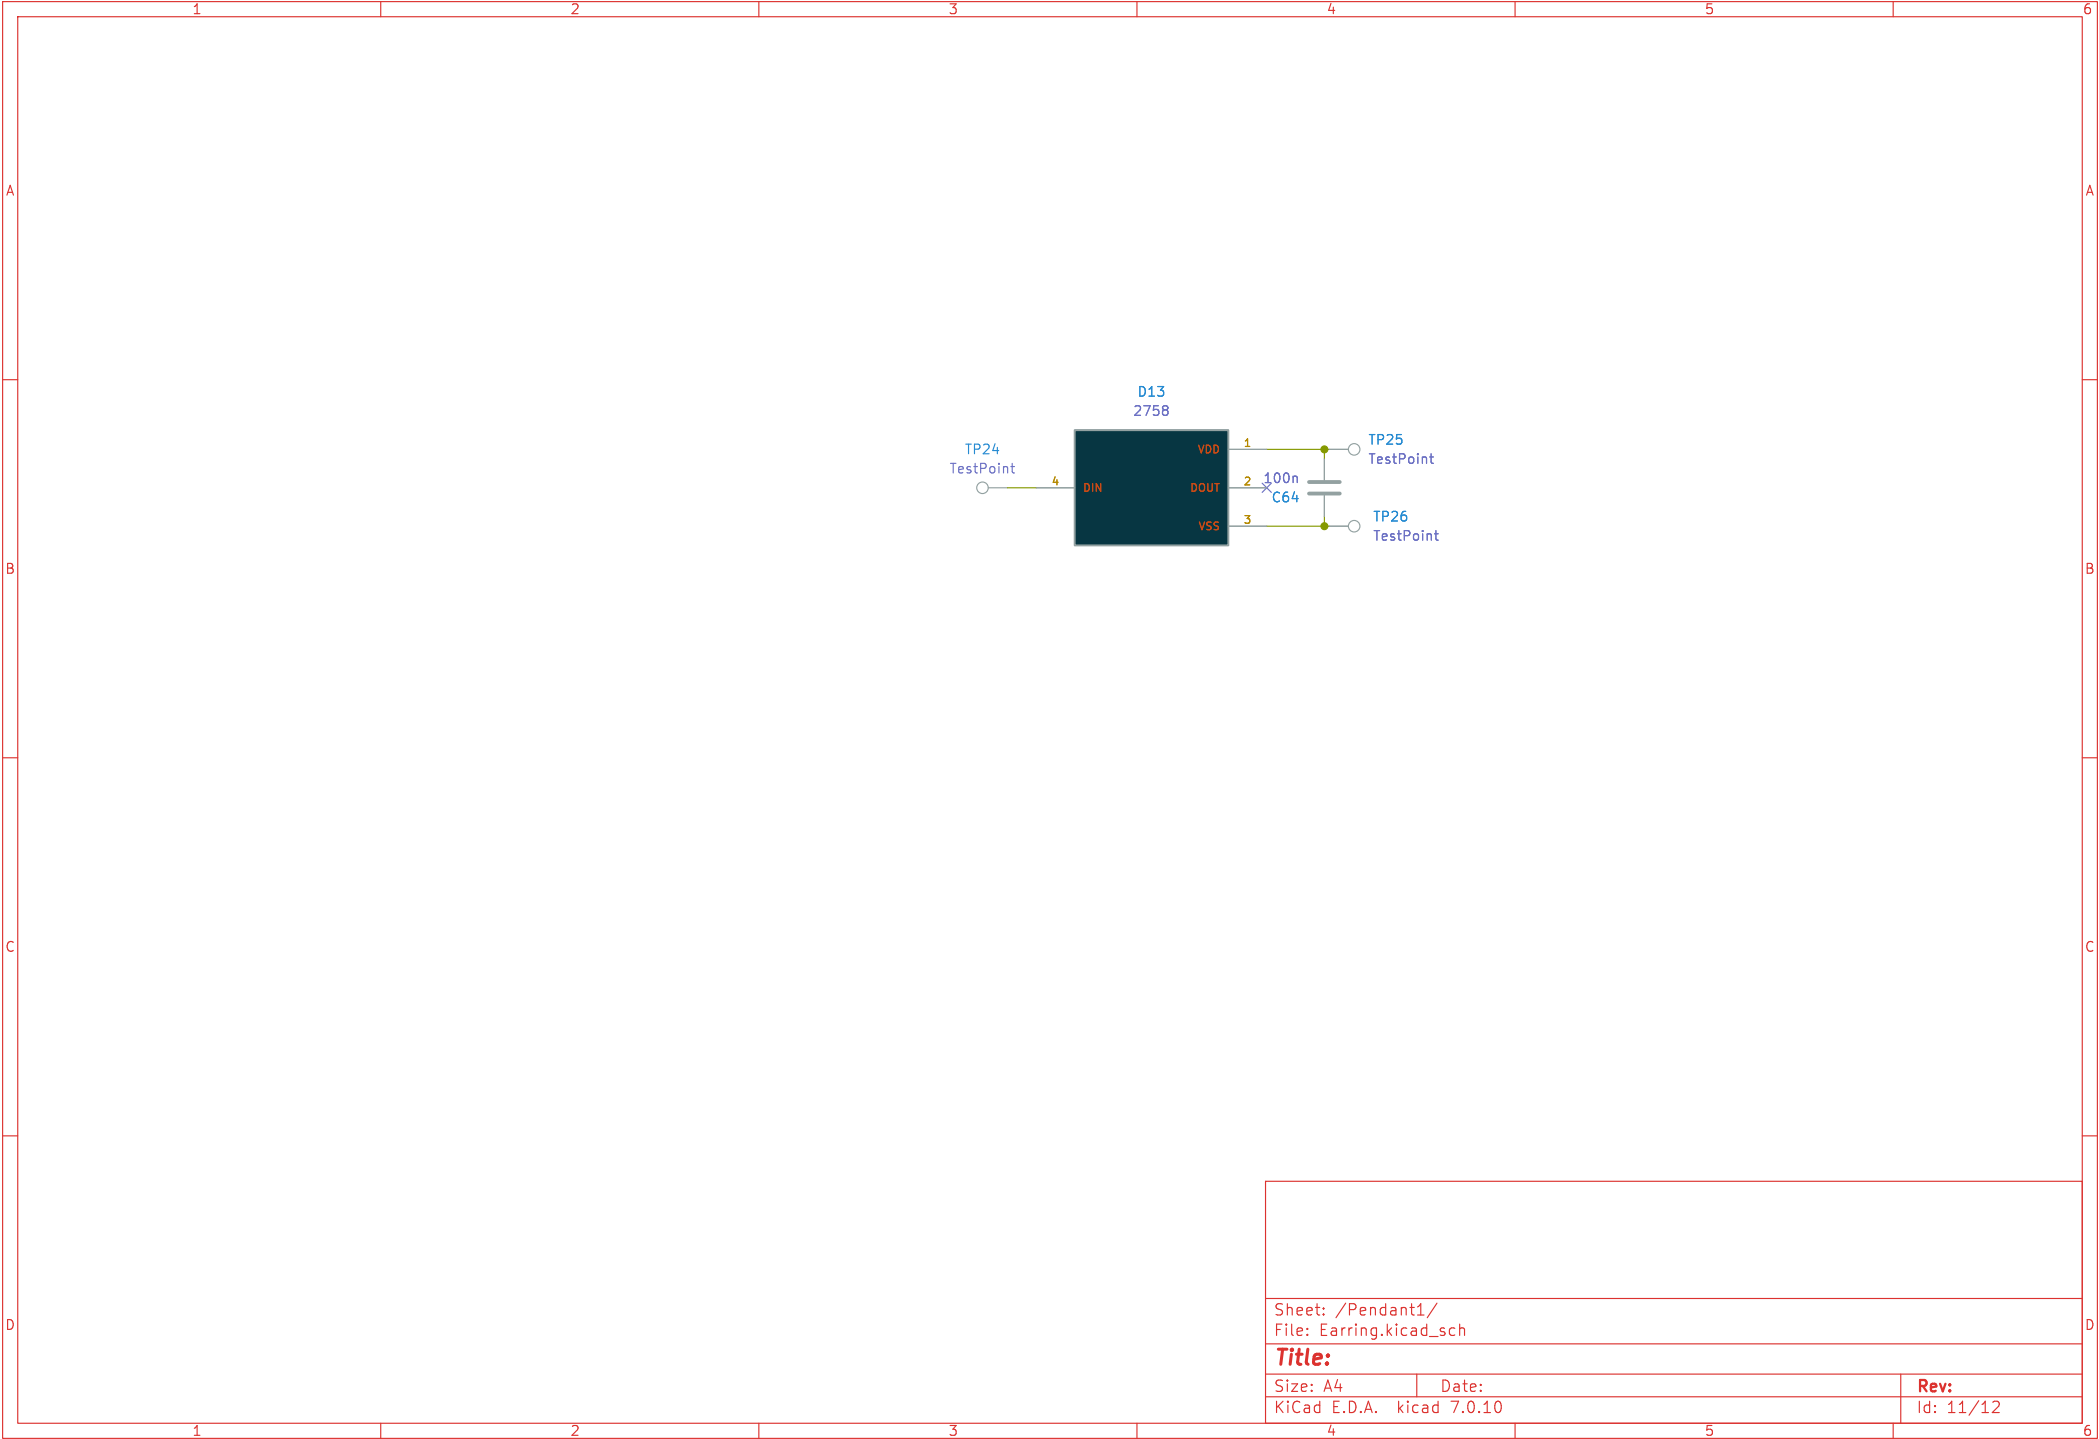 1 2 3 4 5 6
A A
D13
2758
TP24
TestPoint
4 DIN
VDD 1
DOUT 2
VSS 3
100n
C64
TP25
TestPoint
TP26
TestPoint
B B
C C
Sheet: /Pendant1/
File: Earring.kicad_sch
D D
Title:
Size: A4 Date: Rev:
KiCad E.D.A. kicad 7.0.10 Id: 11/12
1 2 3 4 5 6